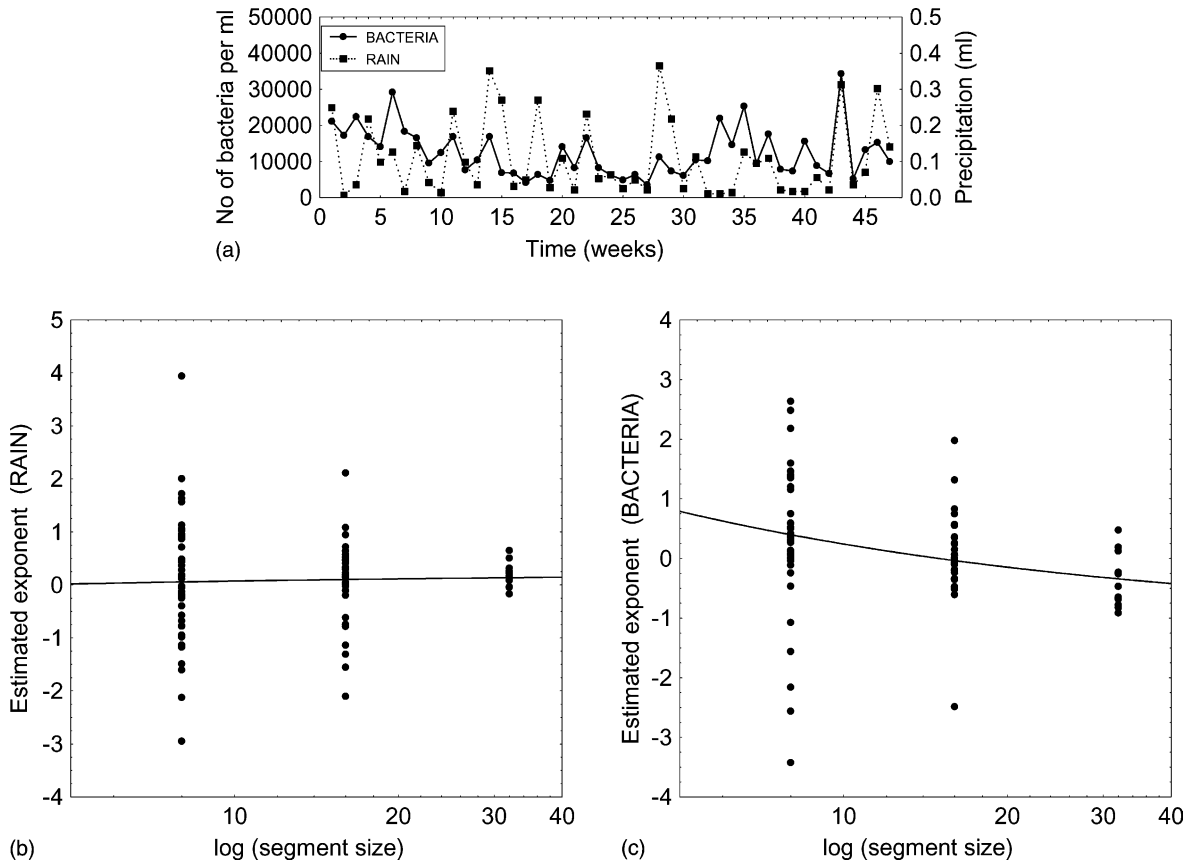 No of bacteria per ml
50000
40000
30000
20000
10000
0
BACTERIA
RAIN
0.5
0.4
0.3
0.2
0.1
0.0
Precipitation (ml)
0 5 10 15 20 25 30 35 40 45
Time (weeks)
(a)
Estimated exponent (RAIN)
5
4
3
2
1
0
-1
-2
-3
-4
10 20 30 40
log (segment size)
(b)
Estimated exponent (BACTERIA)
4
3
2
1
0
-1
-2
-3
-4
10 20 30 40
log (segment size)
(c)